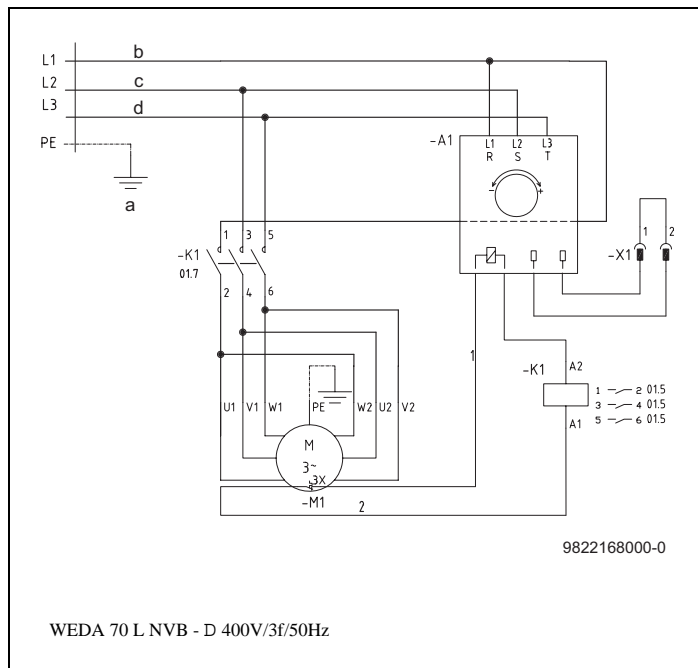 L1 b
L2 c
L3 d
PE
a
-A1
L1 L2 L3
R S T
- +
1 3 5
-K1
01.7
2 4 6
-X1
1 2
1
-K1
A2
A1
1 2 01.5
3 4 01.5
5 6 01.5
U1 V1 W1 PE W2 U2 V2
M
3~
3X
-M1
2
9822168000-0
WEDA 70 L NVB - D 400V/3f/50Hz